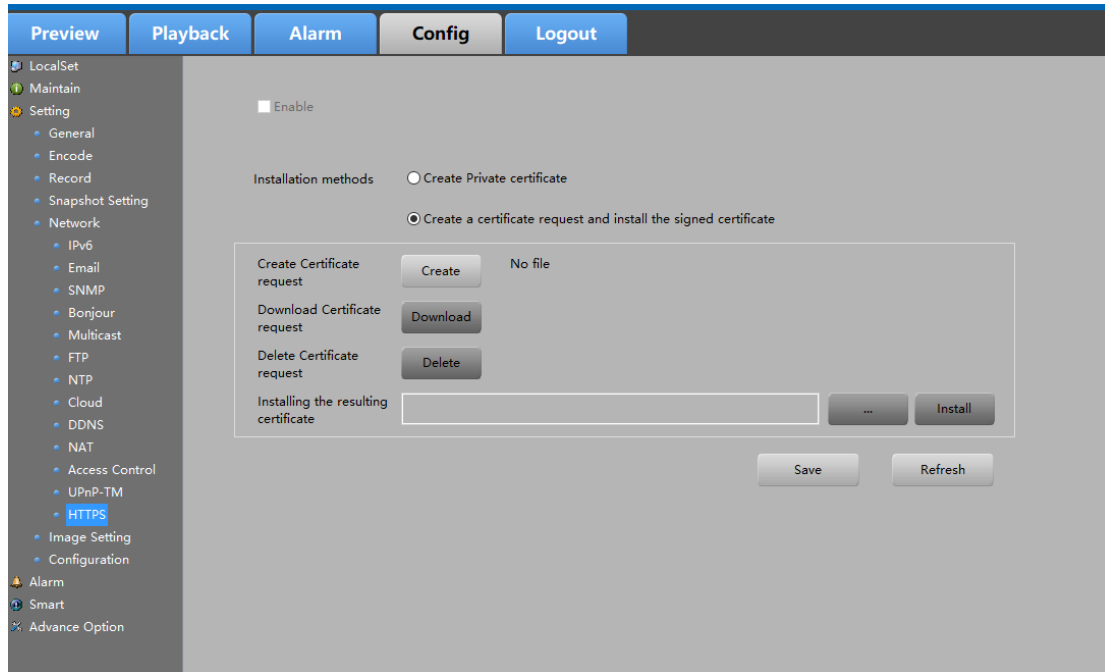 Preview
Playback
Alarm
Config
Logout
LocalSet
Maintain
Setting
General
Encode
Record
Snapshot Setting
Network
IPv6
Email
SNMP
Bonjour
Multicast
FTP
NTP
Cloud
DDNS
NAT
Access Control
UPnP-TM
HTTPS
Image Setting
Configuration
Alarm
Smart
Advance Option
Enable
Installation methods
Create Private certificate
Create a certificate request and install the signed certificate
Create Certificate
request
Create
No file
Download Certificate
request
Download
Delete Certificate
request
Delete
Installing the resulting
certificate
...
Install
Save
Refresh